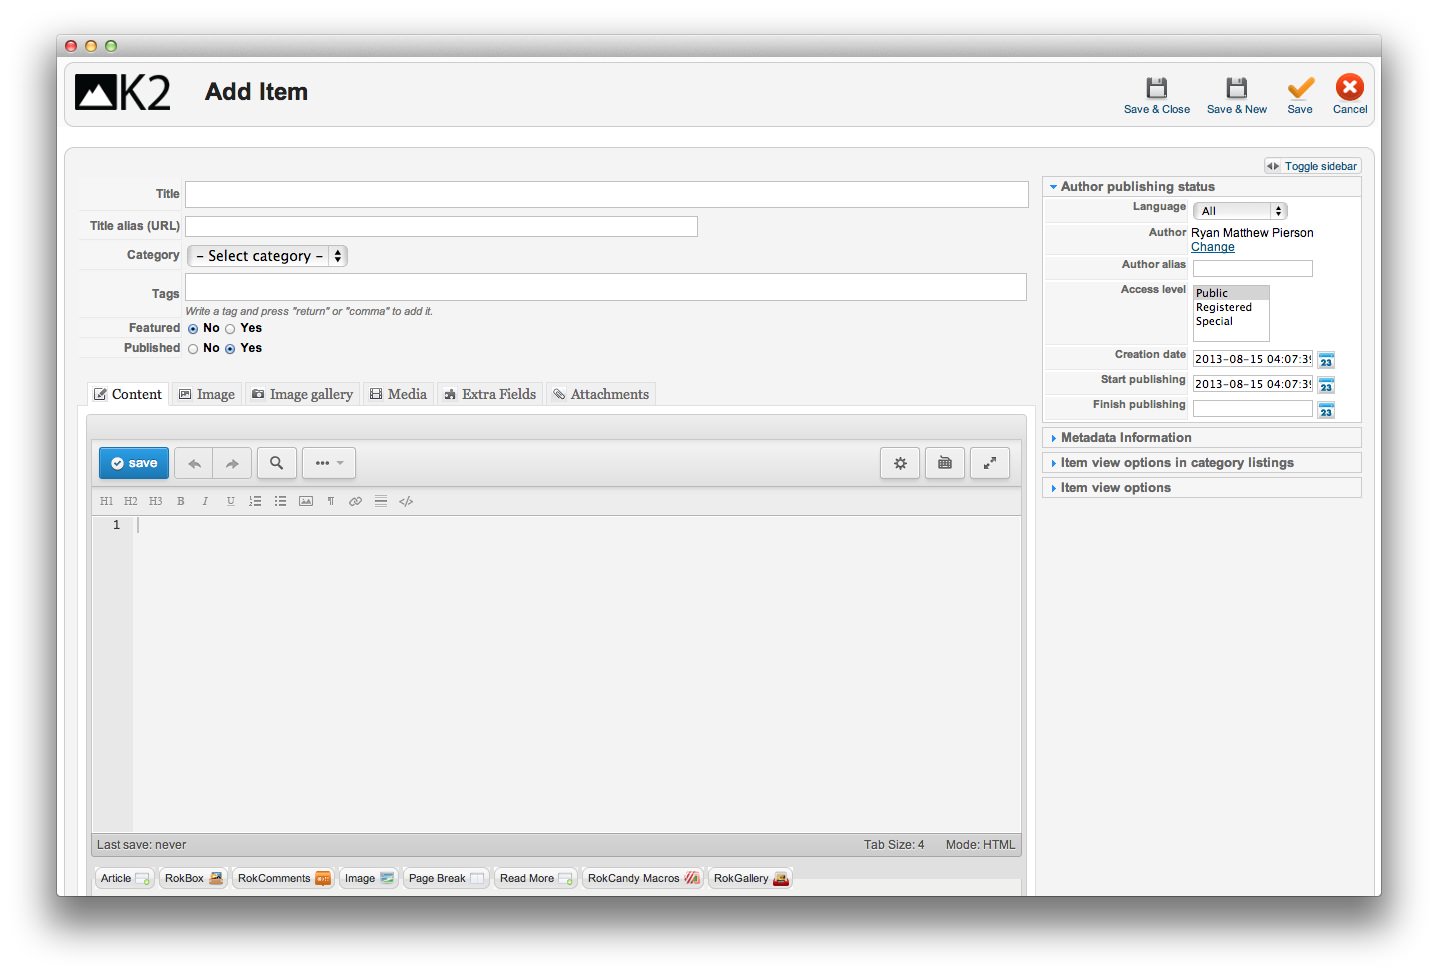 K2 Add Item
Save & Close Save & New Save Cancel
Toggle sidebar
Title
Title alias (URL)
Category – Select category –
Tags
Write a tag and press "return" or "comma" to add it.
Featured No Yes
Published No Yes
Content Image Image gallery Media Extra Fields Attachments
save
H1 H2 H3 B I U
1
Last save: never Tab Size: 4 Mode: HTML
Article RokBox RokComments Image Page Break Read More RokCandy Macros RokGallery
Author publishing status
Language All
Author Ryan Matthew Pierson
Change
Author alias
Access level Public
Registered
Special
Creation date 2013-08-15 04:07:39 23
Start publishing 2013-08-15 04:07:39 23
Finish publishing 23
Metadata Information
Item view options in category listings
Item view options